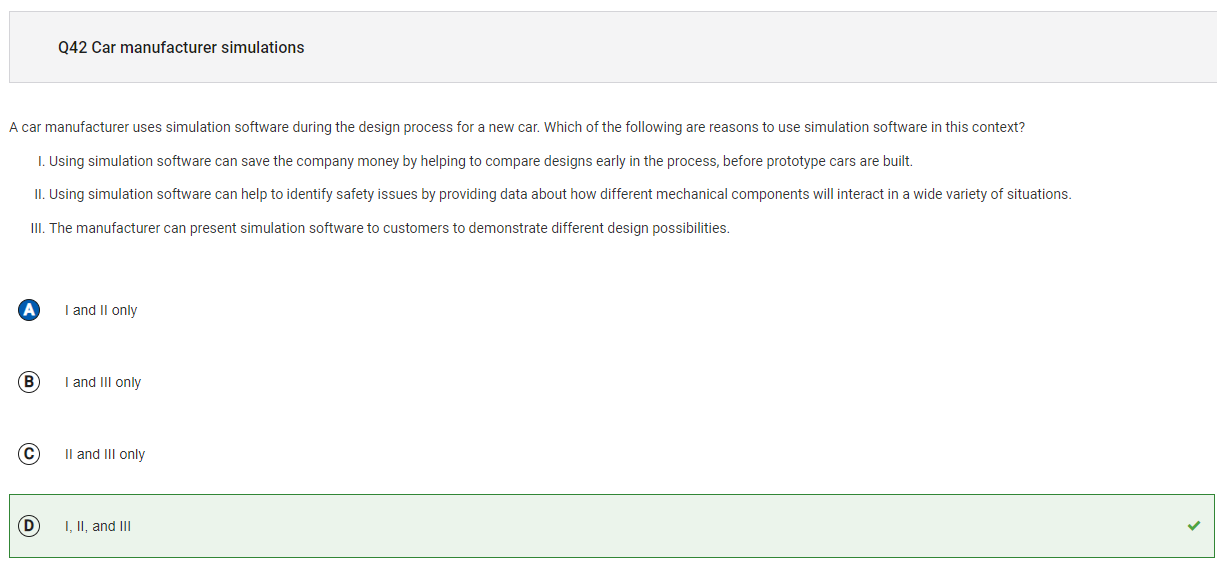 Q42 Car manufacturer simulations
A car manufacturer uses simulation software during the design process for a new car. Which of the following are reasons to use simulation software in this context?
I. Using simulation software can save the company money by helping to compare designs early in the process, before prototype cars are built.
II. Using simulation software can help to identify safety issues by providing data about how different mechanical components will interact in a wide variety of situations.
III. The manufacturer can present simulation software to customers to demonstrate different design possibilities.
A I and II only
B I and III only
C II and III only
D I, II, and III